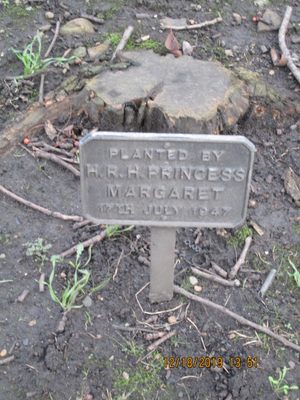 PLANTED BY
H.R.H. PRINCESS
MARGARET
17TH JULY 1947
12/18/2019 13:51